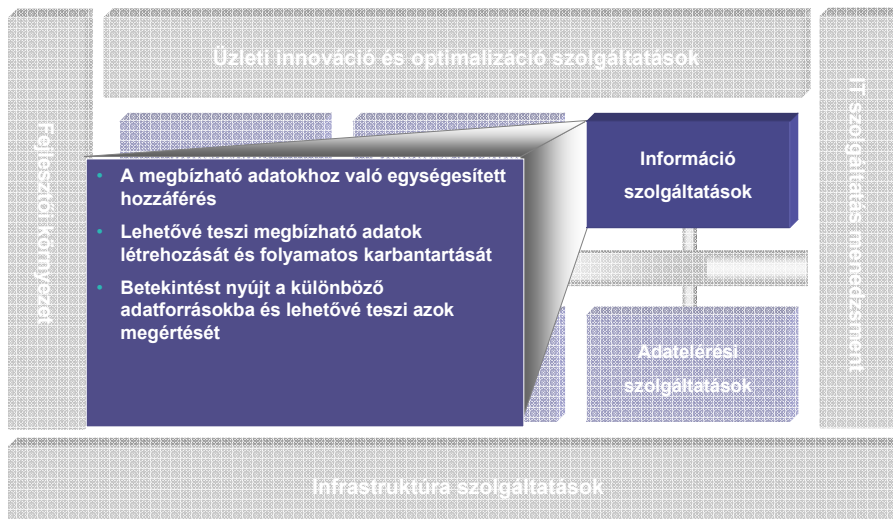 Üzleti innováció és optimalizáció szolgáltatások
Fejlesztői környezet
IT szolgáltatás menedzsment
Információ
szolgáltatások
• A megbízható adatokhoz való egységesített
hozzáférés
• Lehetővé teszi megbízható adatok
létrehozását és folyamatos karbantartását
• Betekintést nyújt a különböző
adatforrásokba és lehetővé teszi azok
megértését
Adatelérési
szolgáltatások
Infrastruktúra szolgáltatások